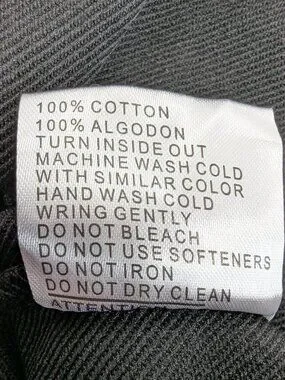 100% COTTON
100% ALGODON
TURN INSIDE OUT
MACHINE WASH COLD
WITH SIMILAR COLOR
HAND WASH COLD
WRING GENTLY
DO NOT BLEACH
DO NOT USE SOFTENERS
DO NOT IRON
DO NOT DRY CLEAN